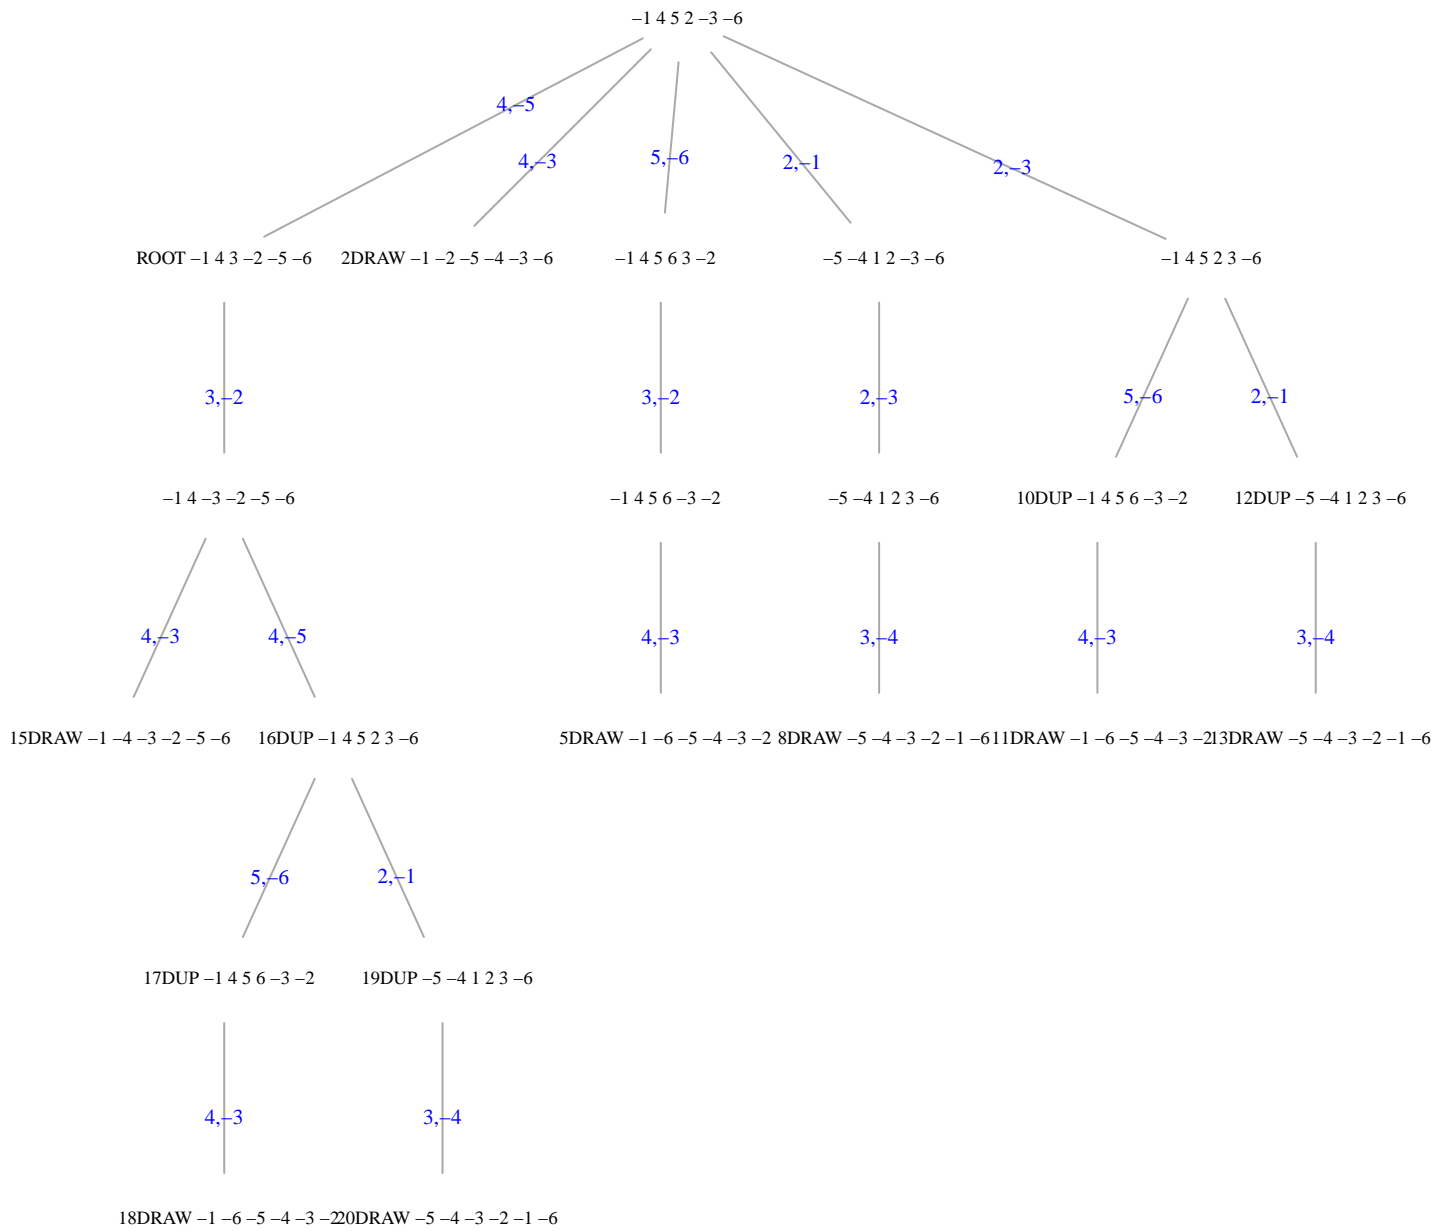 –1 4 5 2 –3 –6
4,–5
4,–3
5,–6
2,–1
2,–3
ROOT –1 4 3 –2 –5 –6
2DRAW –1 –2 –5 –4 –3 –6
–1 4 5 6 3 –2
–5 –4 1 2 –3 –6
–1 4 5 2 3 –6
3,–2
3,–2
2,–3
5,–6
2,–1
–1 4 –3 –2 –5 –6
–1 4 5 6 –3 –2
–5 –4 1 2 3 –6
10DUP –1 4 5 6 –3 –2
12DUP –5 –4 1 2 3 –6
4,–3
4,–5
4,–3
3,–4
4,–3
3,–4
15DRAW –1 –4 –3 –2 –5 –6
16DUP –1 4 5 2 3 –6
5DRAW –1 –6 –5 –4 –3 –2
8DRAW –5 –4 –3 –2 –1 –6
11DRAW –1 –6 –5 –4 –3 –2
13DRAW –5 –4 –3 –2 –1 –6
5,–6
2,–1
17DUP –1 4 5 6 –3 –2
19DUP –5 –4 1 2 3 –6
4,–3
3,–4
18DRAW –1 –6 –5 –4 –3 –2
20DRAW –5 –4 –3 –2 –1 –6